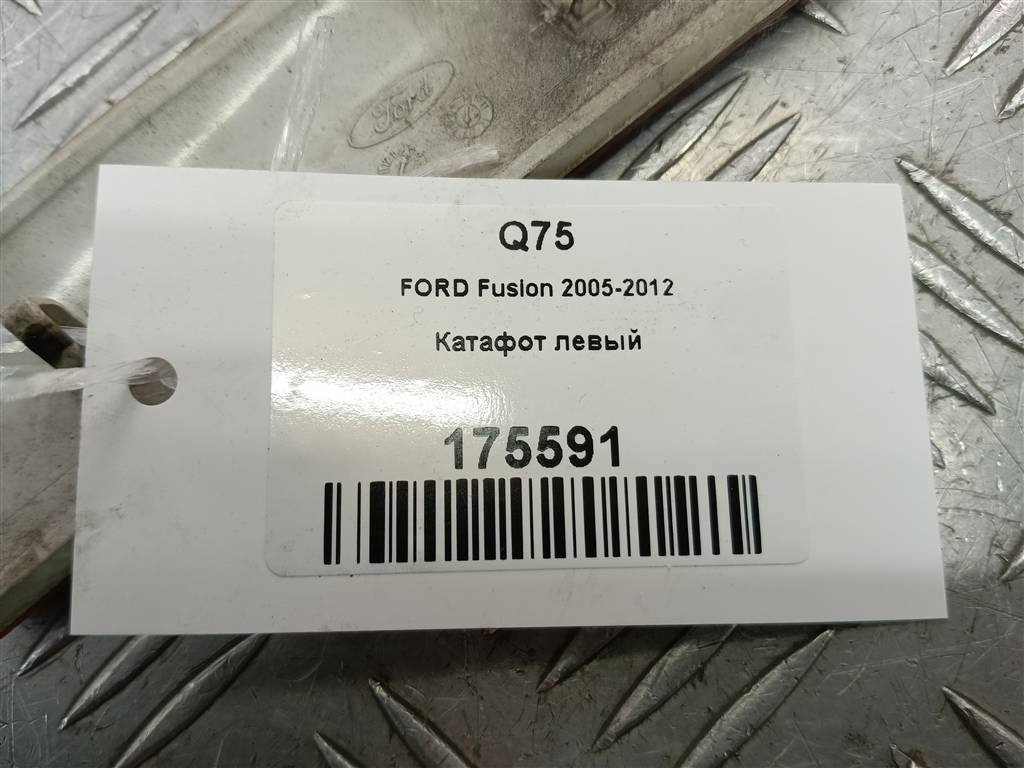 Ford
Q75
FORD Fusion 2005-2012
Катафот левый
175591